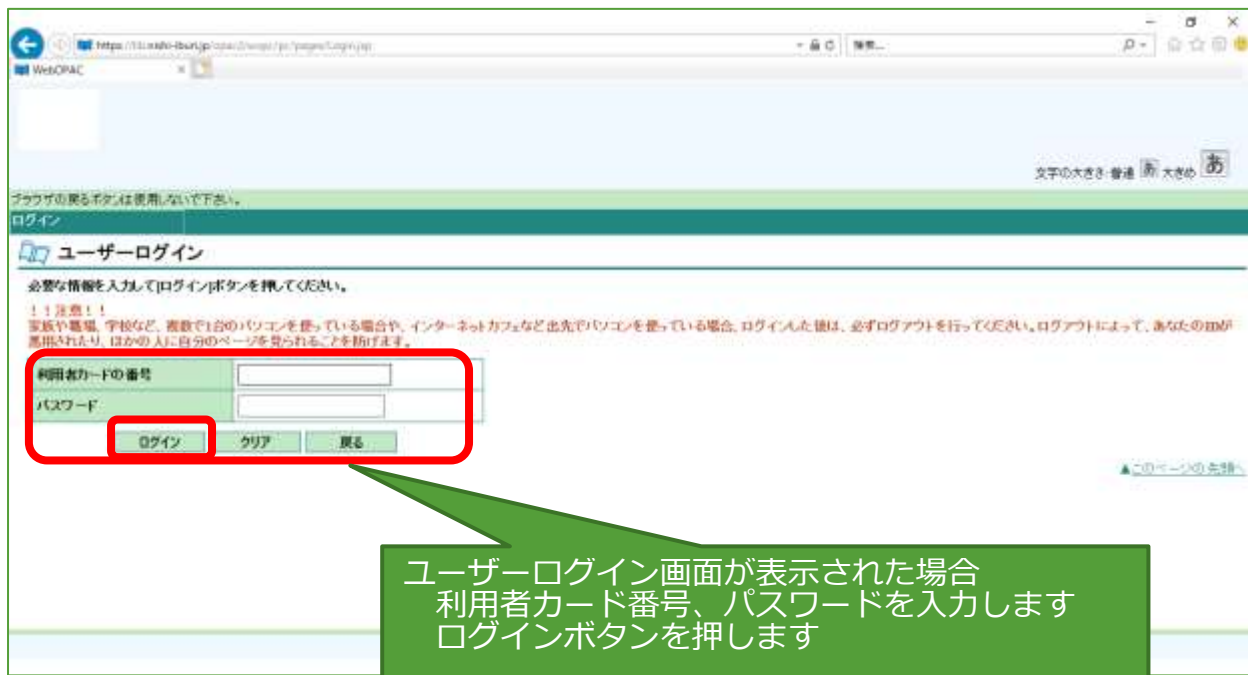 https://lib.nishi-iburi.jp/opac2/wopc/pc/pages/Login.jsp
検索...
WebOPAC
文字の大きさ 普通 あ 大きめ あ
ブラウザの戻るボタンは使用しないで下さい。
ログイン
ユーザーログイン
必要な情報を入力して[ログイン]ボタンを押してください。
!!注意!!
家族や職場、学校など、複数で1台のパソコンを使っている場合や、インターネットカフェなど出先でパソコンを使っている場合、ログインした後は、必ずログアウトを行ってください。ログアウトによって、あなたのIDが
悪用されたり、ほかの人に自分のページを見られることを防げます。
利用者カードの番号
パスワード
ログイン クリア 戻る
▲このページの先頭へ
ユーザーログイン画面が表示された場合
利用者カード番号、パスワードを入力します
ログインボタンを押します